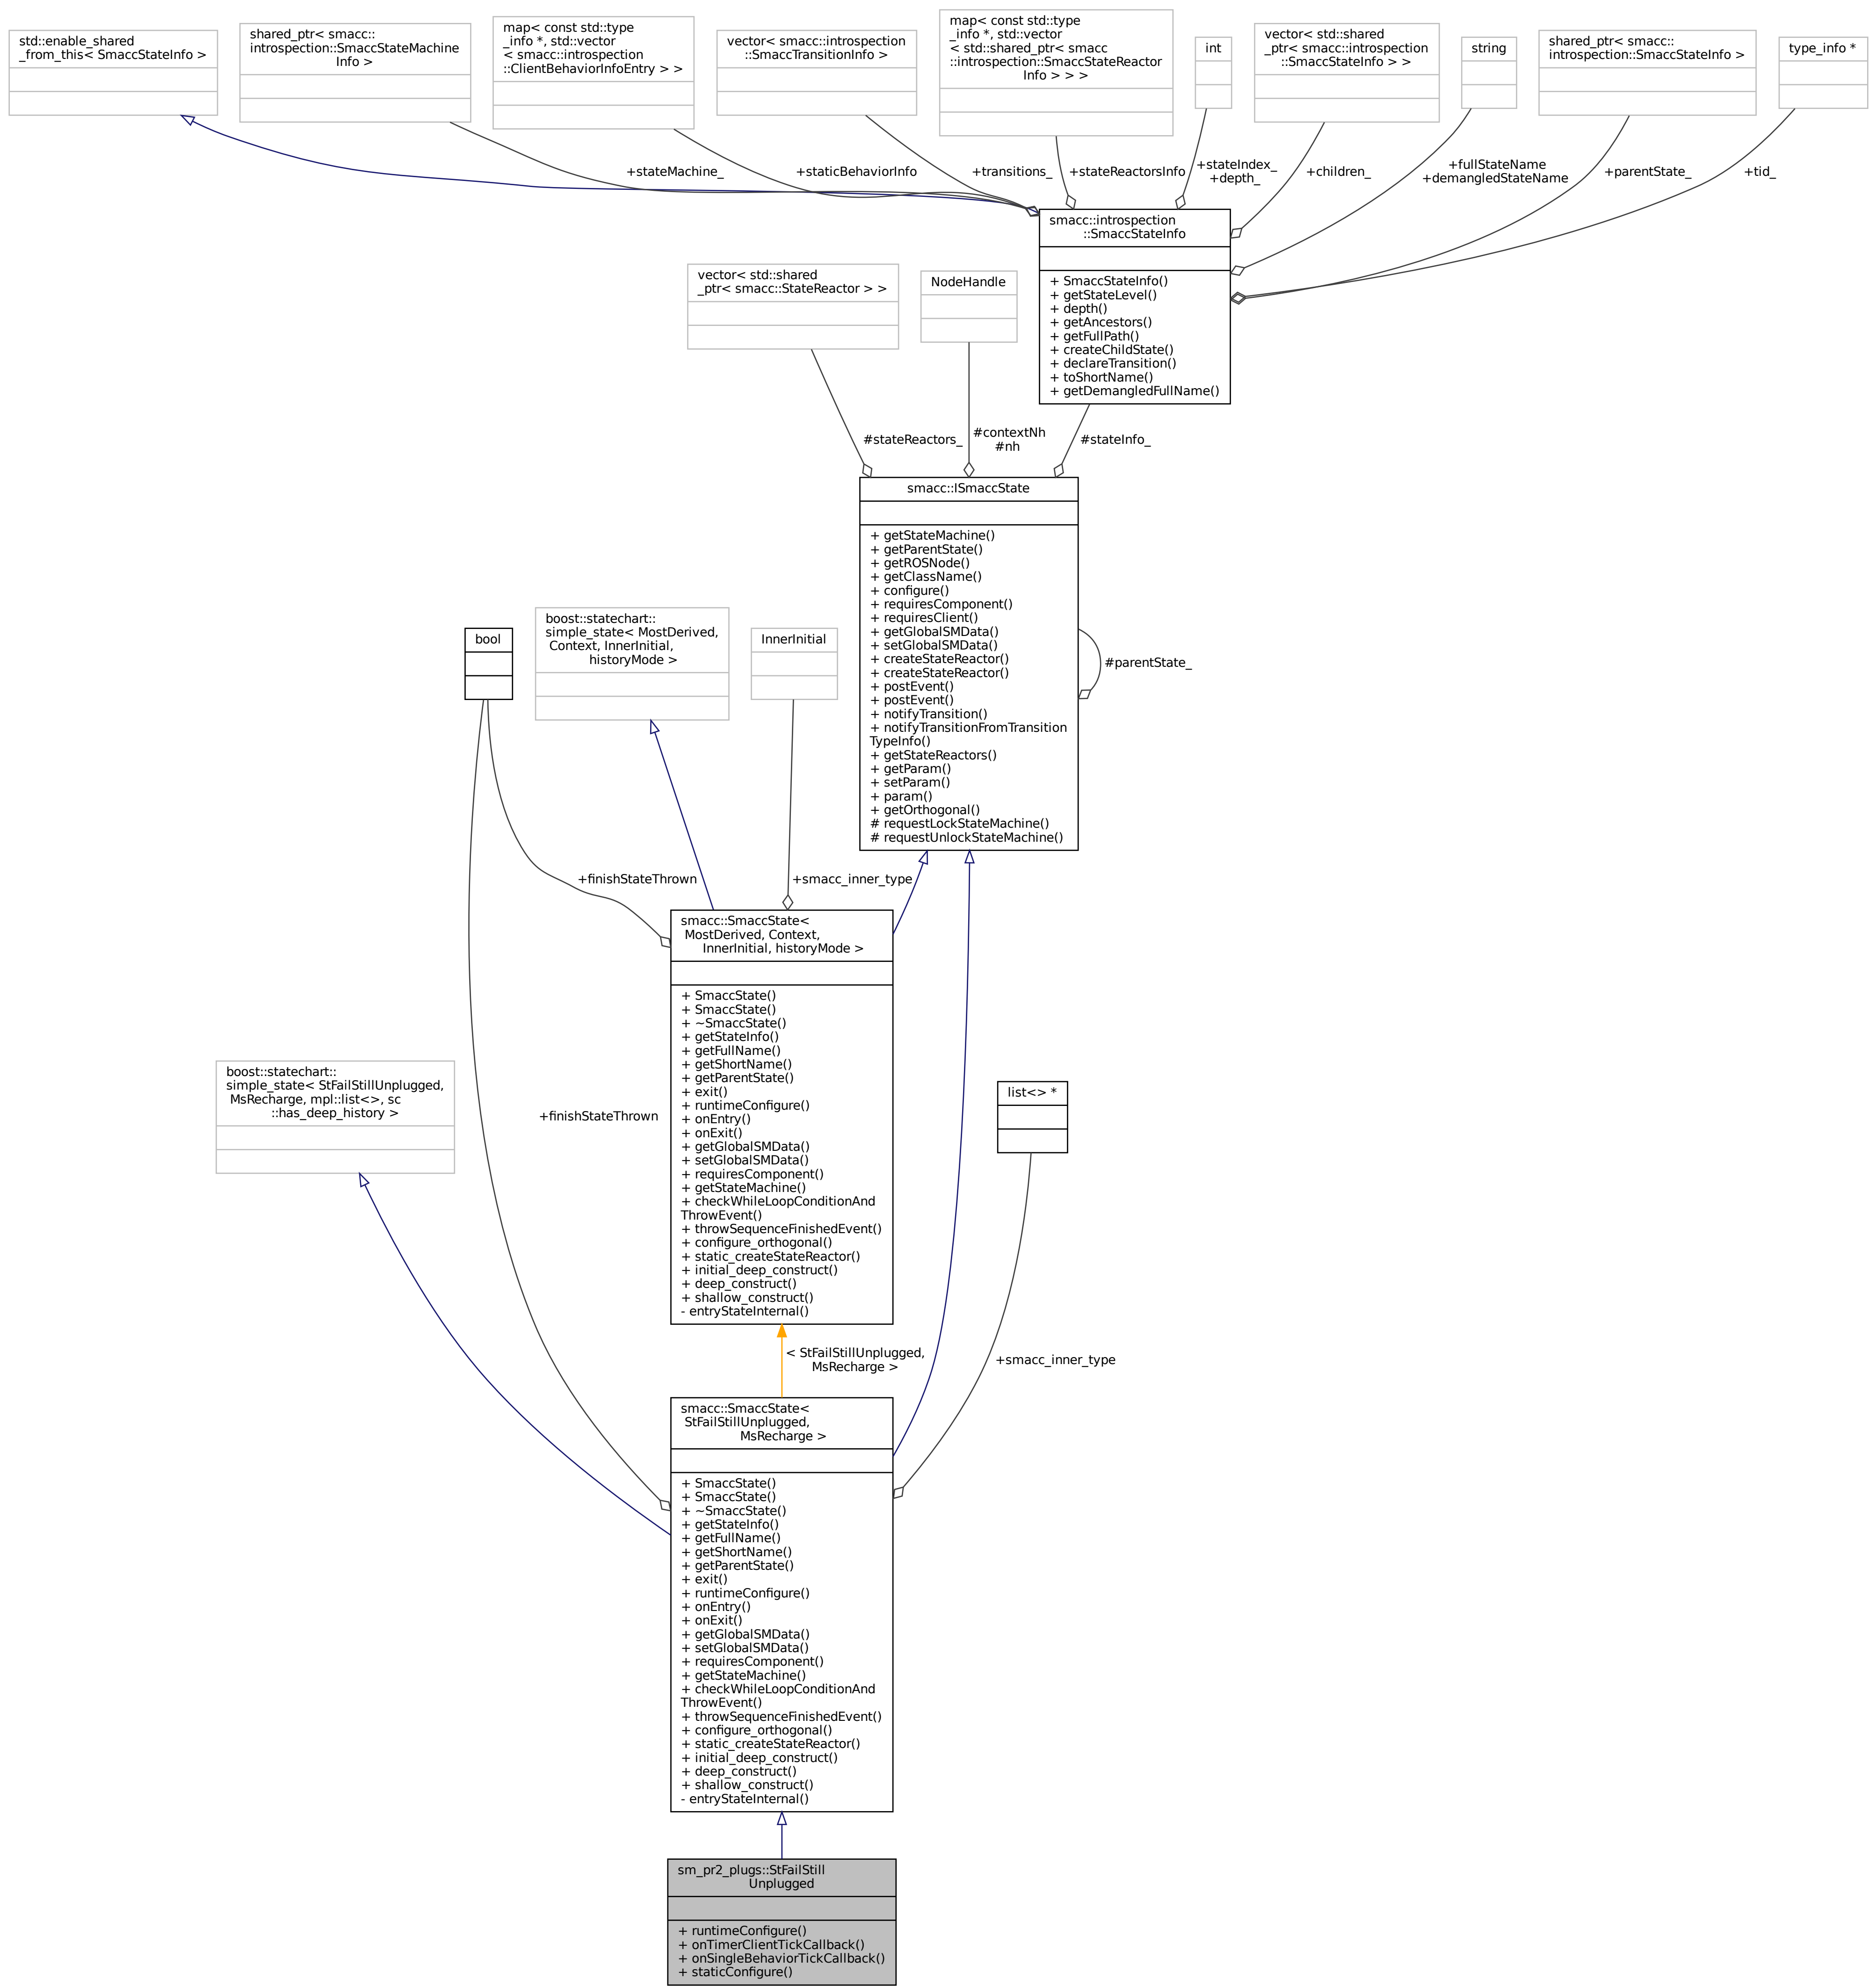 std::enable_shared
_from_this< SmaccStateInfo >
shared_ptr< smacc::
introspection::SmaccStateMachine
Info >
map< const std::type
_info *, std::vector
< smacc::introspection
::ClientBehaviorInfoEntry > >
vector< smacc::introspection
::SmaccTransitionInfo >
map< const std::type
_info *, std::vector
< std::shared_ptr< smacc
::introspection::SmaccStateReactor
Info > > >
int
vector< std::shared
_ptr< smacc::introspection
::SmaccStateInfo > >
string
shared_ptr< smacc::
introspection::SmaccStateInfo >
type_info *
+stateMachine_
+staticBehaviorInfo
+transitions_
+stateReactorsInfo
+stateIndex_
+depth_
+children_
+fullStateName
+demangledStateName
+parentState_
+tid_
smacc::introspection
::SmaccStateInfo
+ SmaccStateInfo()
+ getStateLevel()
+ depth()
+ getAncestors()
+ getFullPath()
+ createChildState()
+ declareTransition()
+ toShortName()
+ getDemangledFullName()
vector< std::shared
_ptr< smacc::StateReactor > >
NodeHandle
#stateReactors_
#contextNh
#nh
#stateInfo_
smacc::ISmaccState
+ getStateMachine()
+ getParentState()
+ getROSNode()
+ getClassName()
+ configure()
+ requiresComponent()
+ requiresClient()
+ getGlobalSMData()
+ setGlobalSMData()
+ createStateReactor()
+ createStateReactor()
+ postEvent()
+ postEvent()
+ notifyTransition()
+ notifyTransitionFromTransition
TypeInfo()
+ getStateReactors()
+ getParam()
+ setParam()
+ param()
+ getOrthogonal()
# requestLockStateMachine()
# requestUnlockStateMachine()
#parentState_
bool
boost::statechart::
simple_state< MostDerived,
Context, InnerInitial,
historyMode >
InnerInitial
+finishStateThrown
+smacc_inner_type
smacc::SmaccState<
MostDerived, Context,
InnerInitial, historyMode >
+ SmaccState()
+ SmaccState()
+ ~SmaccState()
+ getStateInfo()
+ getFullName()
+ getShortName()
+ getParentState()
+ exit()
+ runtimeConfigure()
+ onEntry()
+ onExit()
+ getGlobalSMData()
+ setGlobalSMData()
+ requiresComponent()
+ getStateMachine()
+ checkWhileLoopConditionAnd
ThrowEvent()
+ throwSequenceFinishedEvent()
+ configure_orthogonal()
+ static_createStateReactor()
+ initial_deep_construct()
+ deep_construct()
+ shallow_construct()
- entryStateInternal()
boost::statechart::
simple_state< StFailStillUnplugged,
MsRecharge, mpl::list<>, sc
::has_deep_history >
+finishStateThrown
list<> *
< StFailStillUnplugged,
MsRecharge >
+smacc_inner_type
smacc::SmaccState<
StFailStillUnplugged,
MsRecharge >
+ SmaccState()
+ SmaccState()
+ ~SmaccState()
+ getStateInfo()
+ getFullName()
+ getShortName()
+ getParentState()
+ exit()
+ runtimeConfigure()
+ onEntry()
+ onExit()
+ getGlobalSMData()
+ setGlobalSMData()
+ requiresComponent()
+ getStateMachine()
+ checkWhileLoopConditionAnd
ThrowEvent()
+ throwSequenceFinishedEvent()
+ configure_orthogonal()
+ static_createStateReactor()
+ initial_deep_construct()
+ deep_construct()
+ shallow_construct()
- entryStateInternal()
sm_pr2_plugs::StFailStill
Unplugged
+ runtimeConfigure()
+ onTimerClientTickCallback()
+ onSingleBehaviorTickCallback()
+ staticConfigure()